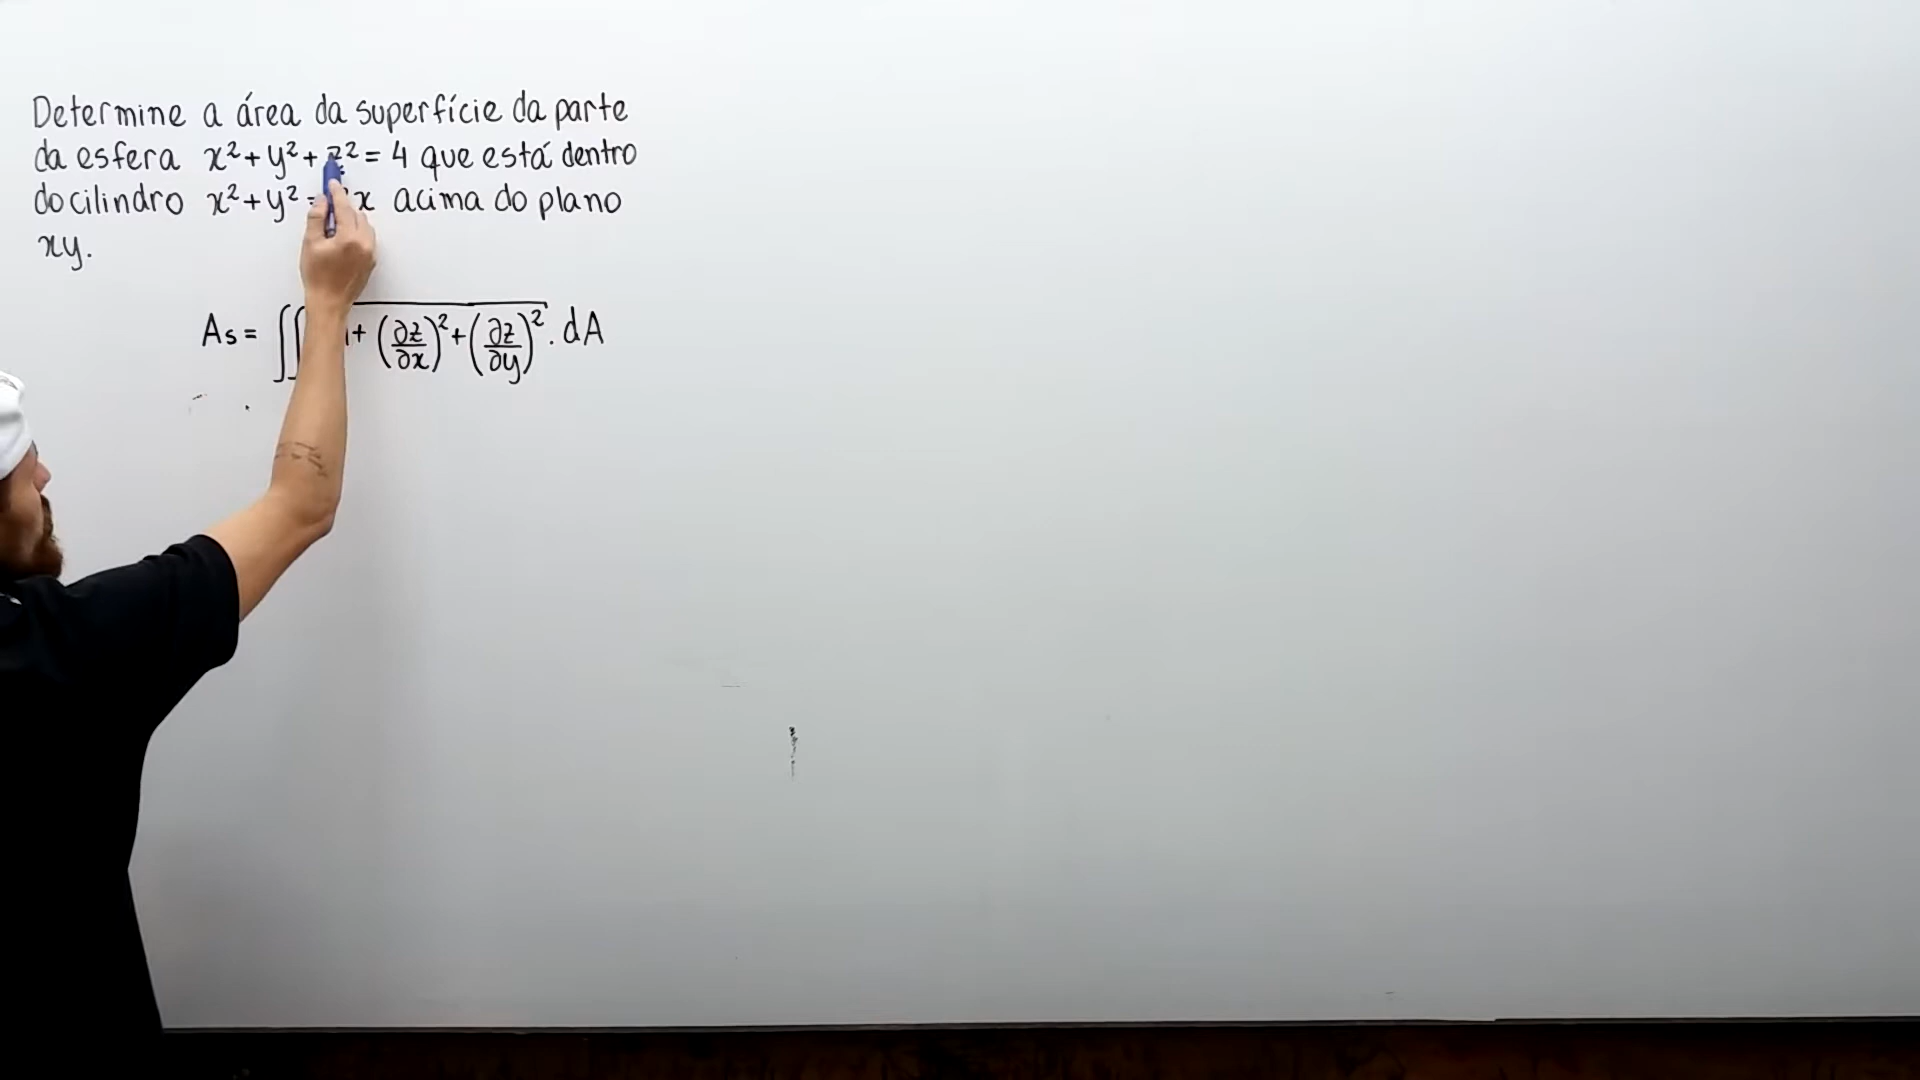 Determine a área da superfície da parte
da esfera x² + y² + z² = 4 que está dentro
do cilindro x² + y² = x acima do plano
xy.
As = ∬ 1 + (∂z/∂x)² + (∂z/∂y)² . dA